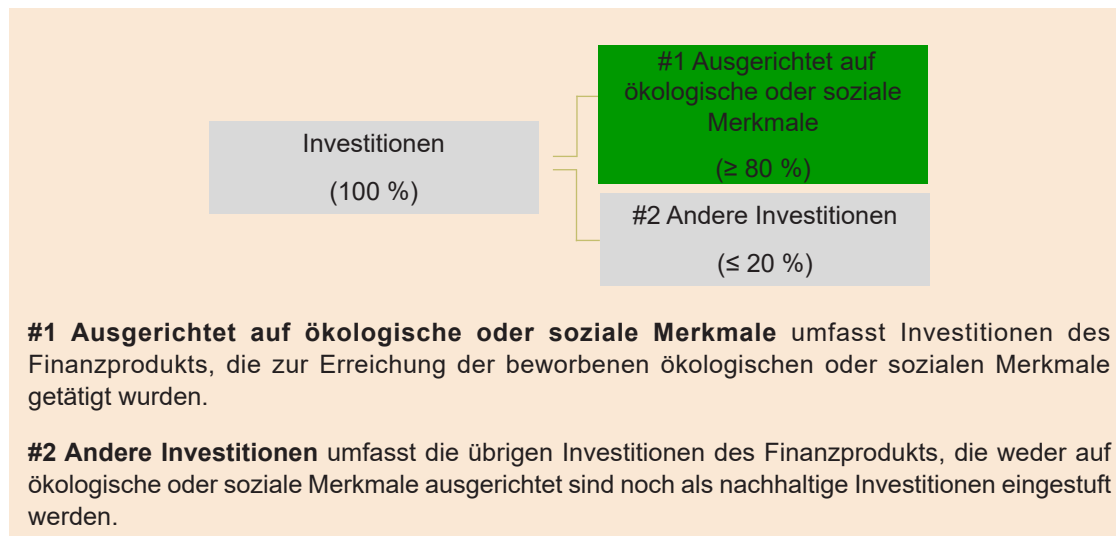 #1 Ausgerichtet auf
ökologische oder soziale
Merkmale
(≥ 80 %)
Investitionen
(100 %)
#2 Andere Investitionen
(≤ 20 %)
#1 Ausgerichtet auf ökologische oder soziale Merkmale umfasst Investitionen des
Finanzprodukts, die zur Erreichung der beworbenen ökologischen oder sozialen Merkmale
getätigt wurden.
#2 Andere Investitionen umfasst die übrigen Investitionen des Finanzprodukts, die weder auf
ökologische oder soziale Merkmale ausgerichtet sind noch als nachhaltige Investitionen eingestuft
werden.